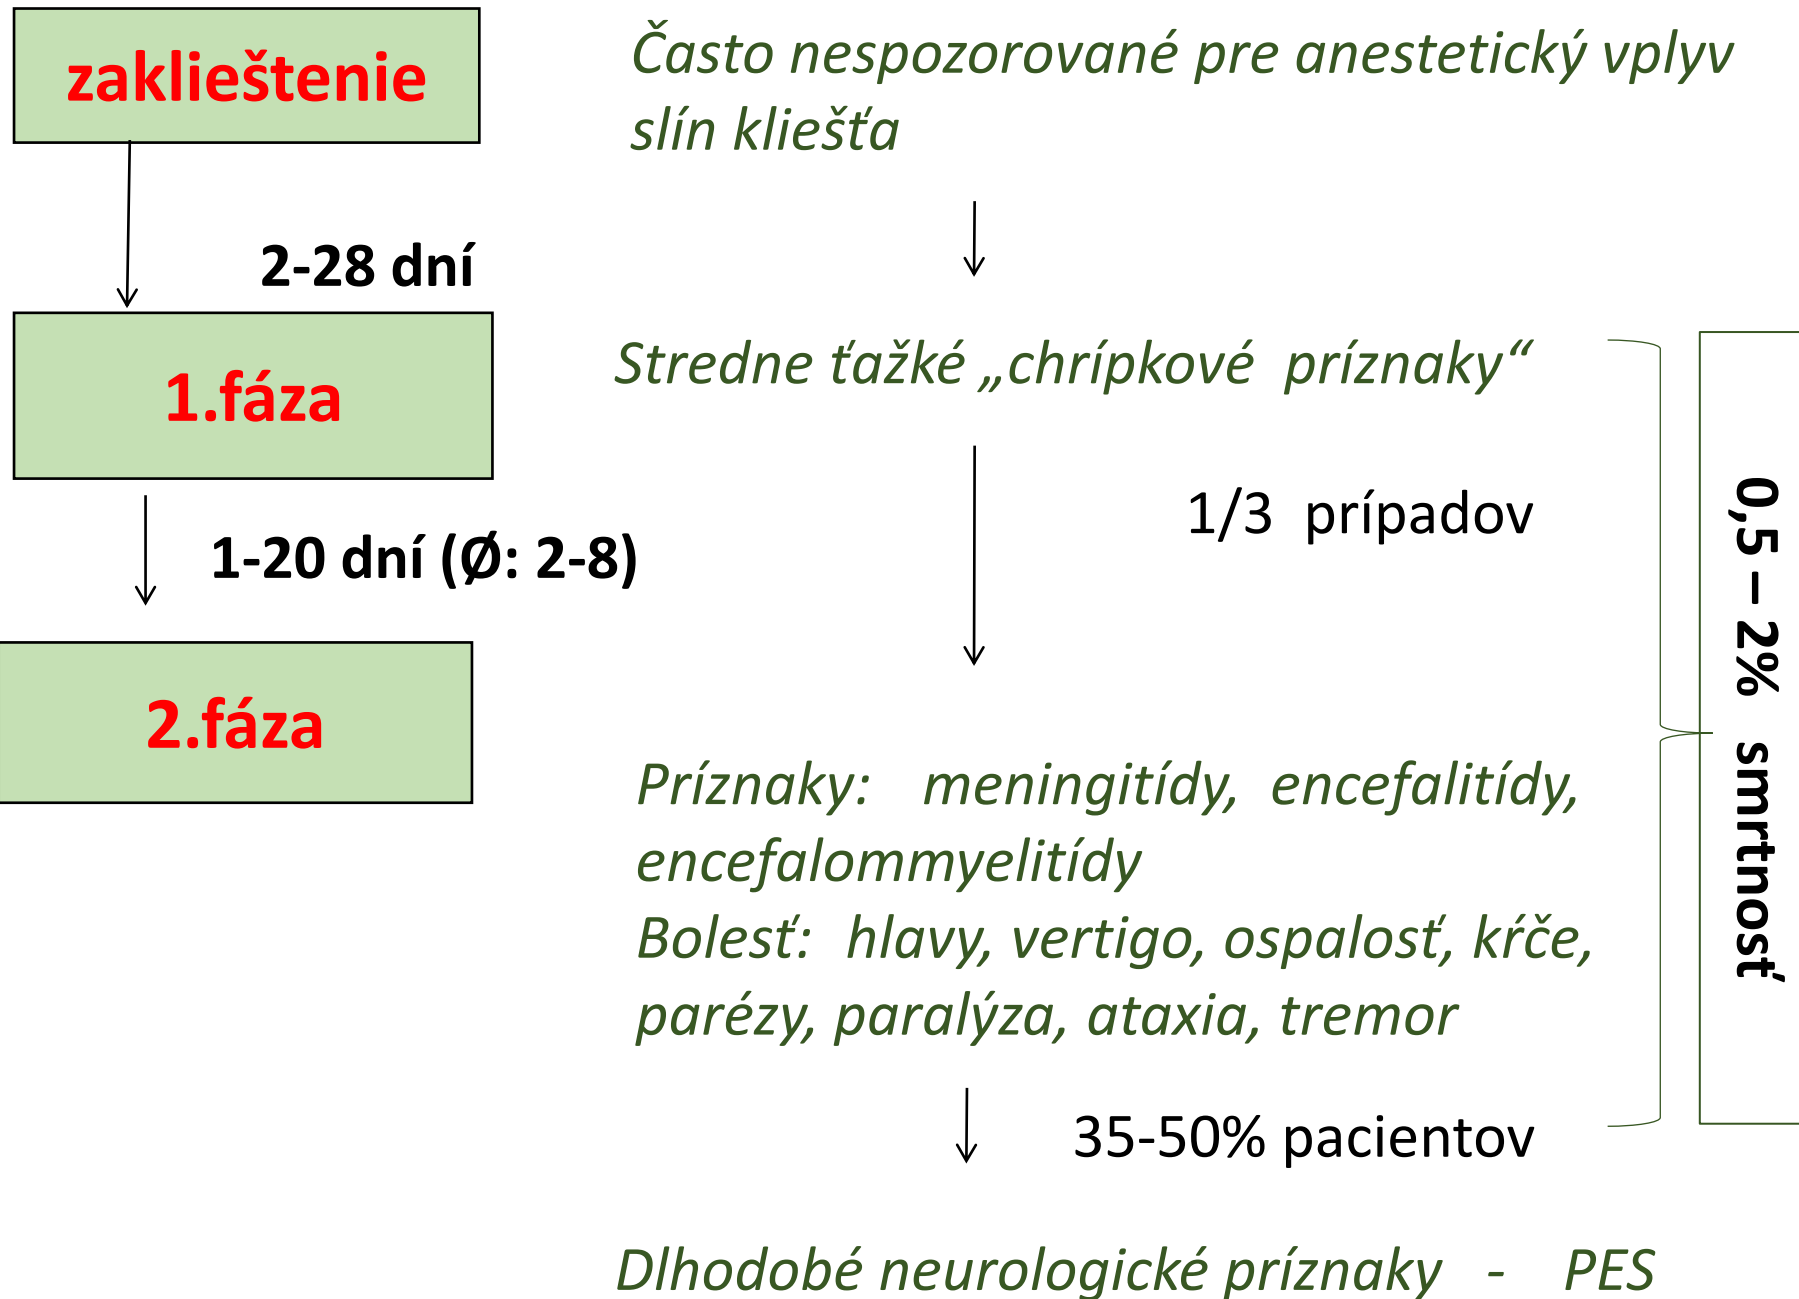 zaklieštenie
Často nespozorované pre anestetický vplyv
slín kliešťa
2-28 dní
1.fáza
Stredne ťažké „chrípkové príznaky“
1/3 prípadov
1-20 dní (Ø: 2-8)
2.fáza
Príznaky: meningitídy, encefalitídy,
encefalommyelitídy
Bolesť: hlavy, vertigo, ospalosť, kŕče,
parézy, paralýza, ataxia, tremor
35-50% pacientov
Dlhodobé neurologické príznaky - PES
0,5 – 2% smrtnosť